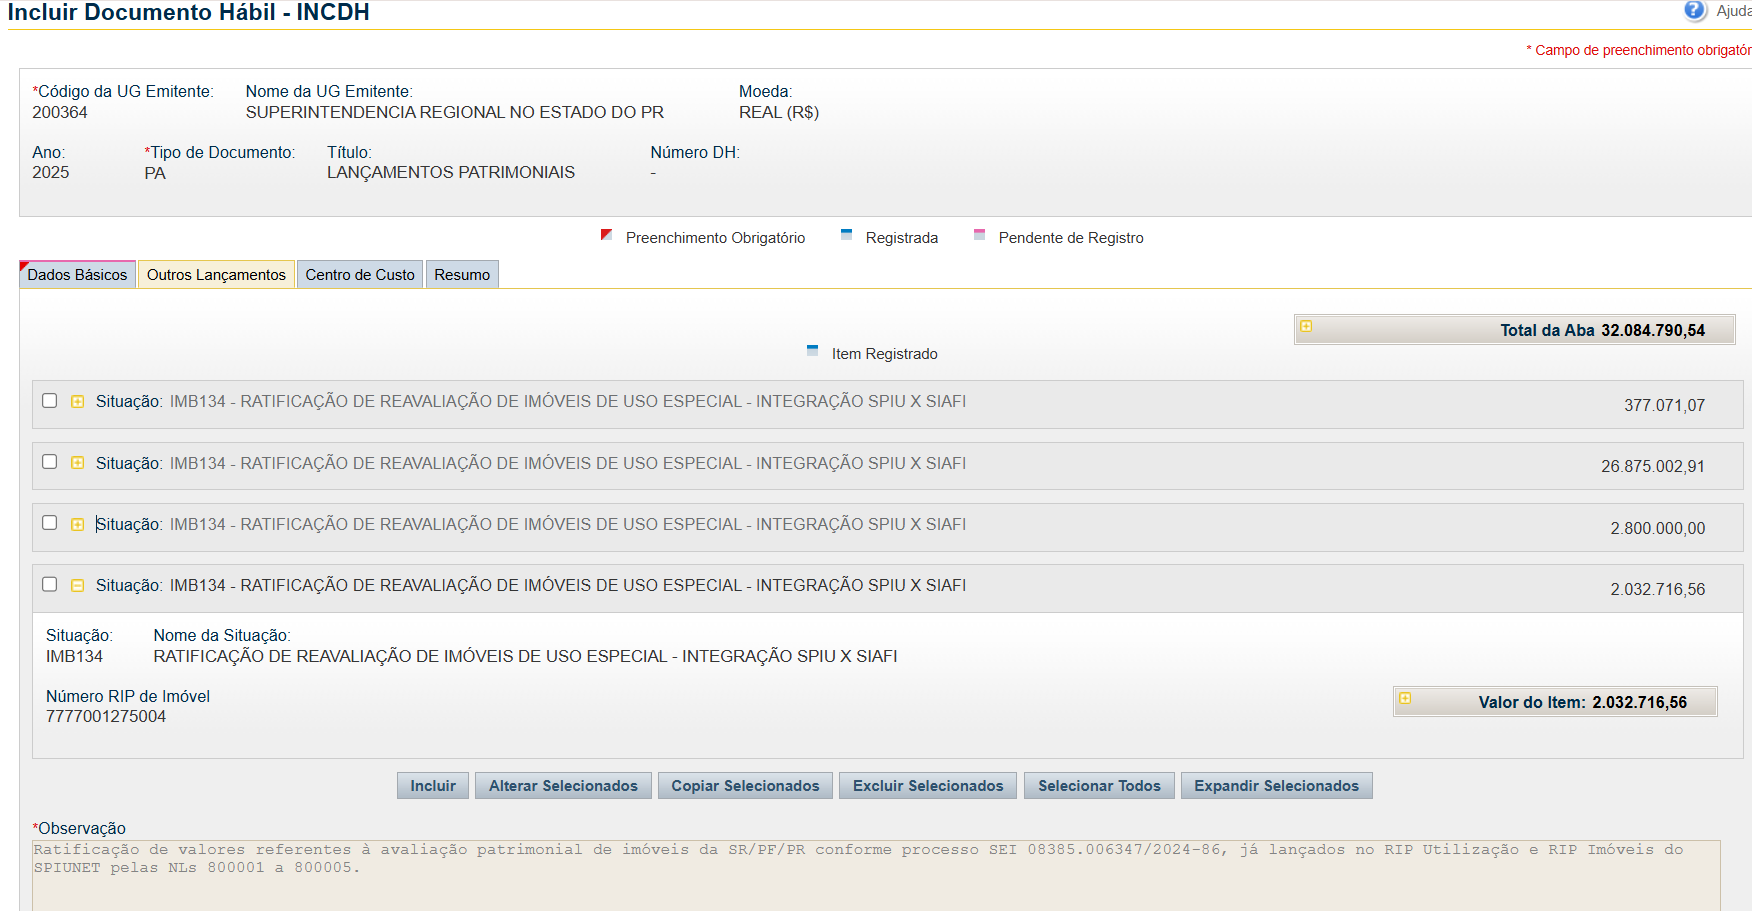 Incluir Documento Hábil - INCDH
Ajuda
* Campo de preenchimento obrigatór
*Código da UG Emitente: Nome da UG Emitente: Moeda:
200364 SUPERINTENDENCIA REGIONAL NO ESTADO DO PR REAL (R$)
Ano: *Tipo de Documento: Título: Número DH:
2025 PA LANÇAMENTOS PATRIMONIAIS -
Preenchimento Obrigatório Registrada Pendente de Registro
Dados Básicos Outros Lançamentos Centro de Custo Resumo
Total da Aba 32.084.790,54
Item Registrado
Situação: IMB134 - RATIFICAÇÃO DE REAVALIAÇÃO DE IMÓVEIS DE USO ESPECIAL - INTEGRAÇÃO SPIU X SIAFI 377.071,07
Situação: IMB134 - RATIFICAÇÃO DE REAVALIAÇÃO DE IMÓVEIS DE USO ESPECIAL - INTEGRAÇÃO SPIU X SIAFI 26.875.002,91
Situação: IMB134 - RATIFICAÇÃO DE REAVALIAÇÃO DE IMÓVEIS DE USO ESPECIAL - INTEGRAÇÃO SPIU X SIAFI 2.800.000,00
Situação: IMB134 - RATIFICAÇÃO DE REAVALIAÇÃO DE IMÓVEIS DE USO ESPECIAL - INTEGRAÇÃO SPIU X SIAFI 2.032.716,56
Situação: Nome da Situação:
IMB134 RATIFICAÇÃO DE REAVALIAÇÃO DE IMÓVEIS DE USO ESPECIAL - INTEGRAÇÃO SPIU X SIAFI
Número RIP de Imóvel
7777001275004
Valor do Item: 2.032.716,56
Incluir Alterar Selecionados Copiar Selecionados Excluir Selecionados Selecionar Todos Expandir Selecionados
*Observação
Ratificação de valores referentes à avaliação patrimonial de imóveis da SR/PF/PR conforme processo SEI 08385.006347/2024-86, já lançados no RIP Utilização e RIP Imóveis do
SPIUNET pelas NLs 800001 a 800005.